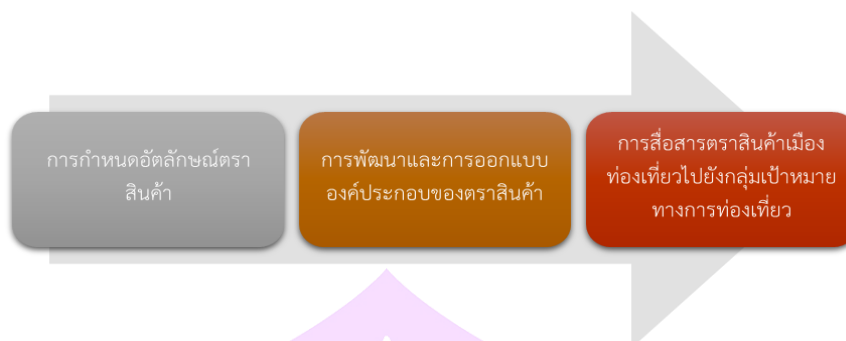 การกำหนดอัตลักษณ์ตรา
สินค้า
การพัฒนาและการออกแบบ
องค์ประกอบของตราสินค้า
การสื่อสารตราสินค้าเมือง
ท่องเที่ยวไปยังกลุ่มเป้าหมาย
ทางการท่องเที่ยว